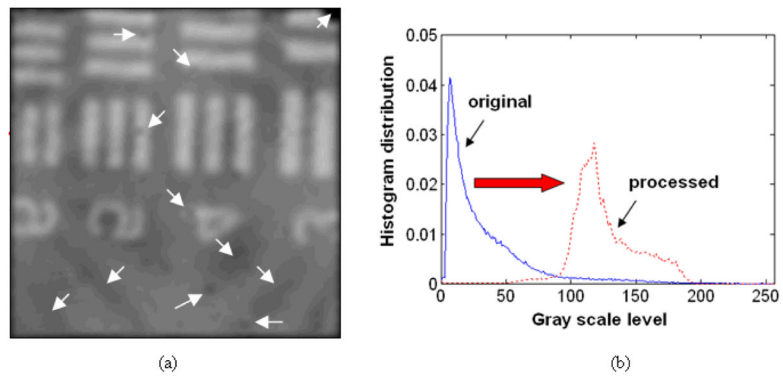 0.05
0.04
0.03
0.02
0.01
0
0 50 100 150 200 250
Histogram distribution
Gray scale level
original
processed
(a)
(b)